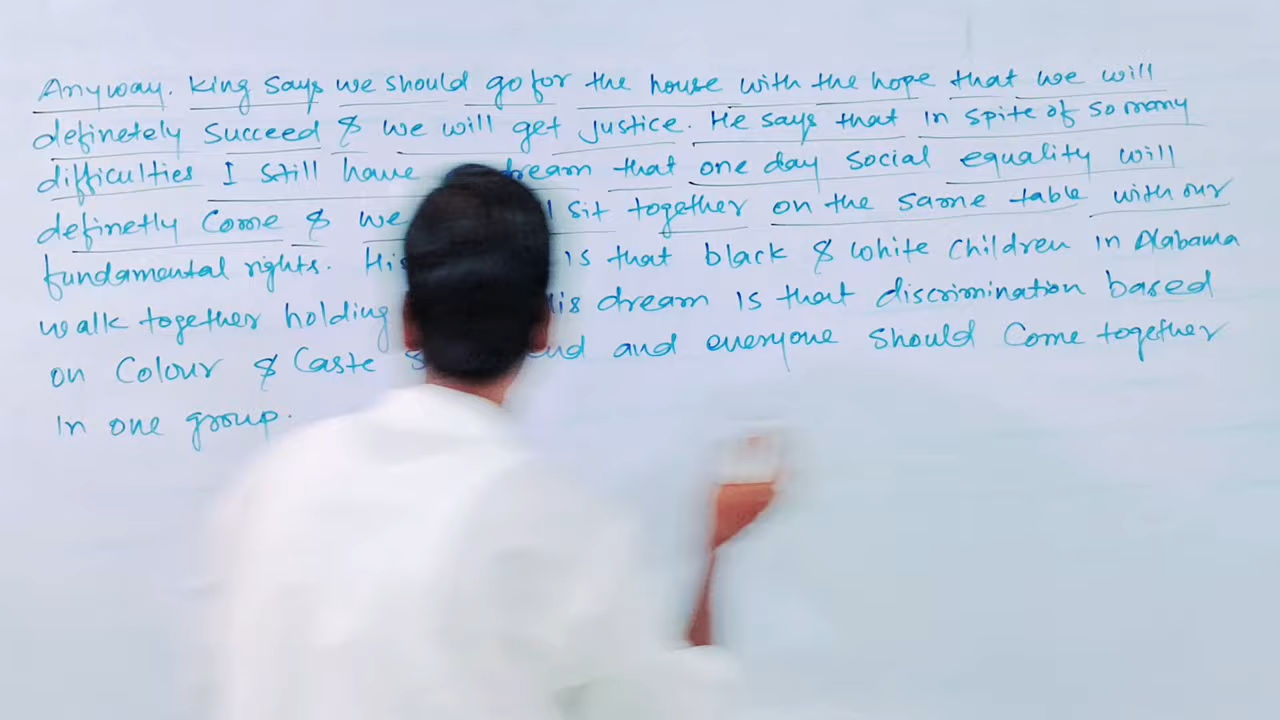 Anyway. King says we should go for the house with the hope that we will
definetely succeed & we will get justice. He says that in spite of so many
difficulties I still have dream that one day social equality will
definetly come & we sit together on the same table with our
fundamental rights. His is that black & white children in Alabama
walk together holding his dream is that discrimination based
on Colour & Caste end and everyone should Come together
In one group.